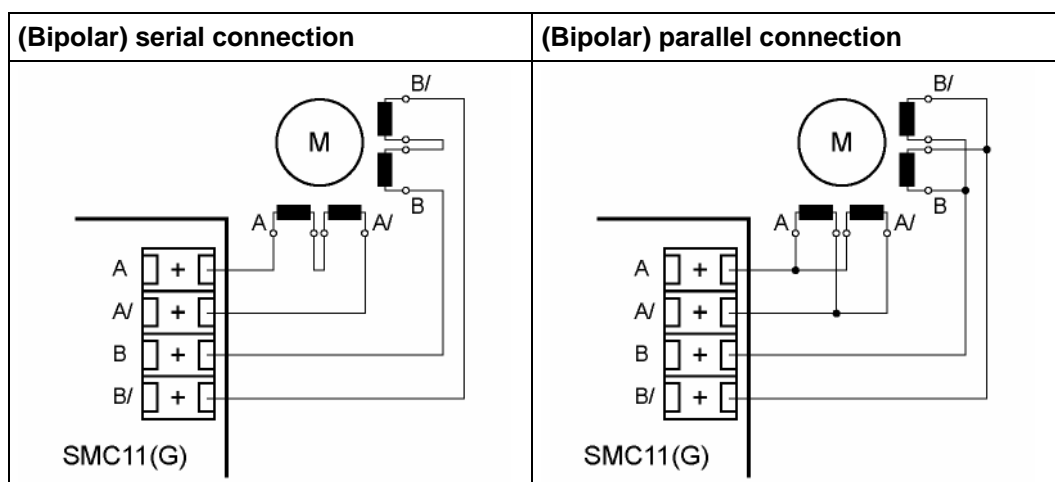 (Bipolar) serial connection
(Bipolar) parallel connection
B/
M
B
A
A/
A +
A/ +
B +
B/ +
SMC11(G)
B/
M
B
A
A/
A +
A/ +
B +
B/ +
SMC11(G)